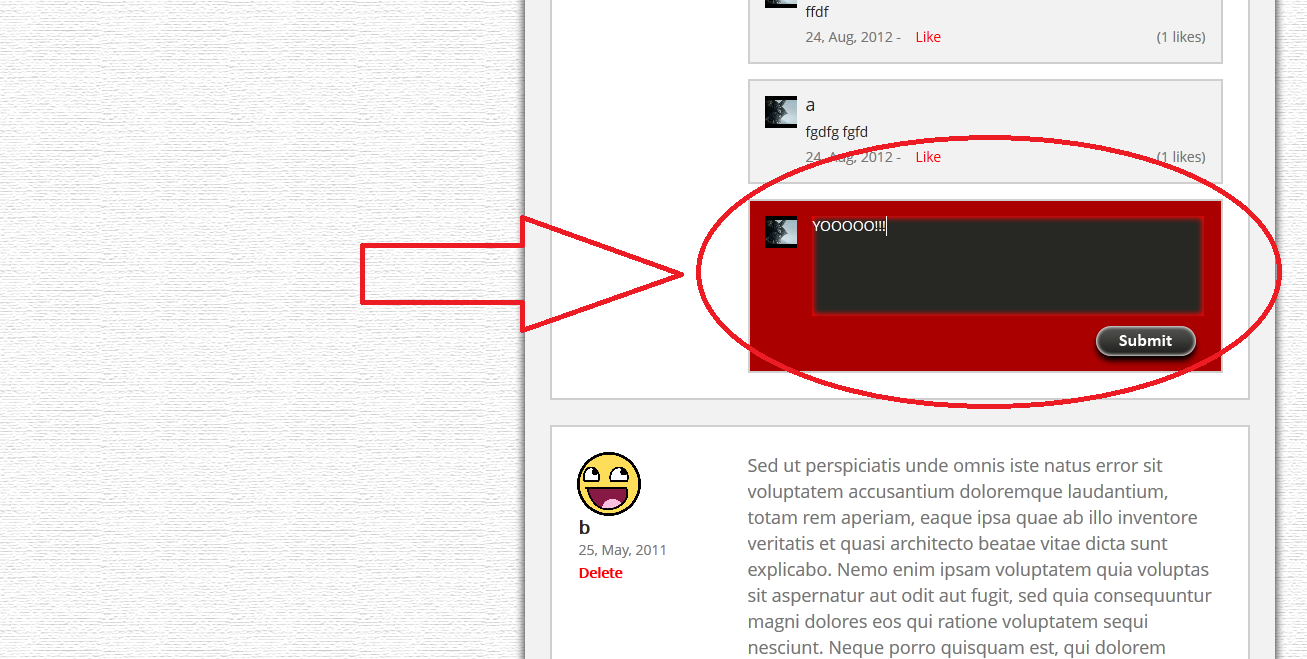 ffdf
24, Aug, 2012 - Like (1 likes)
a
fgdfg fgfd
24, Aug, 2012 - Like (1 likes)
YOOOOO!!!
Submit
b
25, May, 2011
Delete
Sed ut perspiciatis unde omnis iste natus error sit
voluptatem accusantium doloremque laudantium,
totam rem aperiam, eaque ipsa quae ab illo inventore
veritatis et quasi architecto beatae vitae dicta sunt
explicabo. Nemo enim ipsam voluptatem quia voluptas
sit aspernatur aut odit aut fugit, sed quia consequuntur
magni dolores eos qui ratione voluptatem sequi
nesciunt. Neque porro quisquam est, qui dolorem